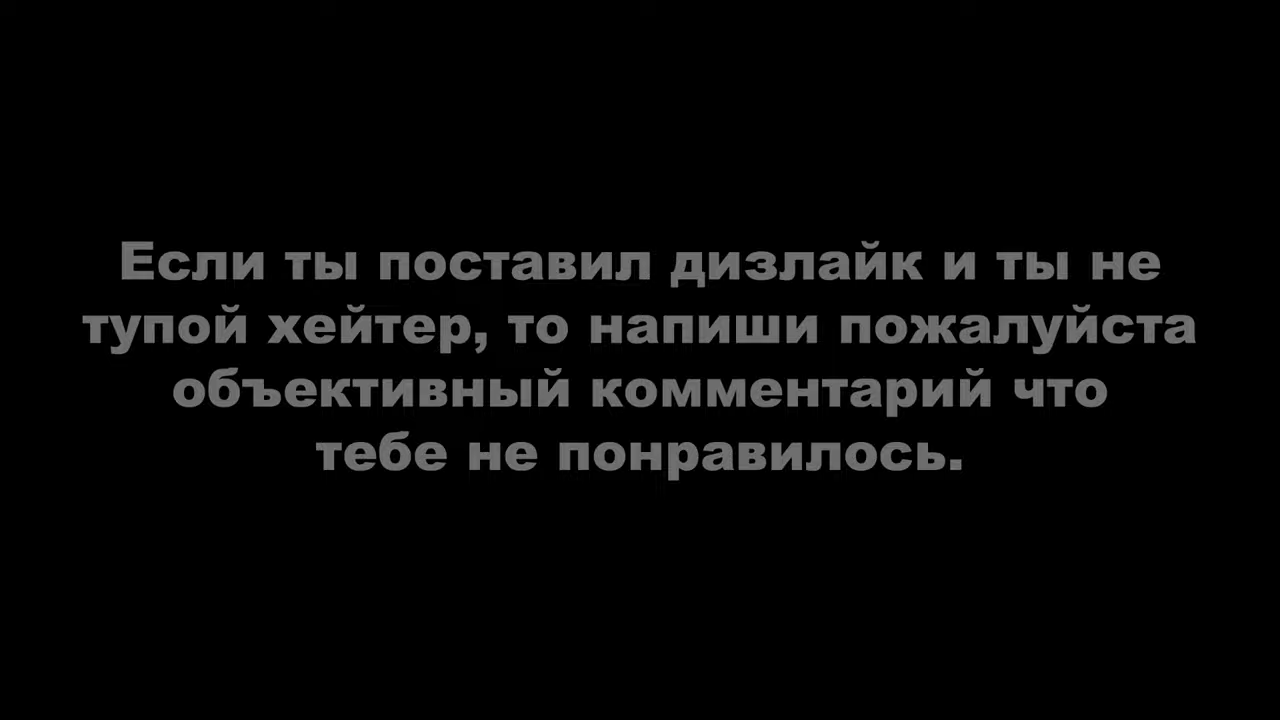 Если ты поставил дизлайк и ты не
тупой хейтер, то напиши пожалуйста
объективный комментарий что
тебе не понравилось.